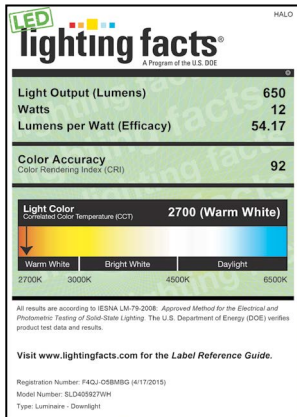 HALO
LED
lighting facts®
A Program of the U.S. DOE
Light Output (Lumens) 650
Watts 12
Lumens per Watt (Efficacy) 54.17
Color Accuracy
Color Rendering Index (CRI) 92
Light Color
Correlated Color Temperature (CCT) 2700 (Warm White)
Warm White Bright White Daylight
2700K 3000K 4500K 6500K
All results are according to IESNA LM-79-2008: Approved Method for the Electrical and
Photometric Testing of Solid-State Lighting. The U.S. Department of Energy (DOE) verifies
product test data and results.
Visit www.lightingfacts.com for the Label Reference Guide.
Registration Number: F4QJ-O5BMBG (4/17/2015)
Model Number: SLD405927WH
Type: Luminaire - Downlight